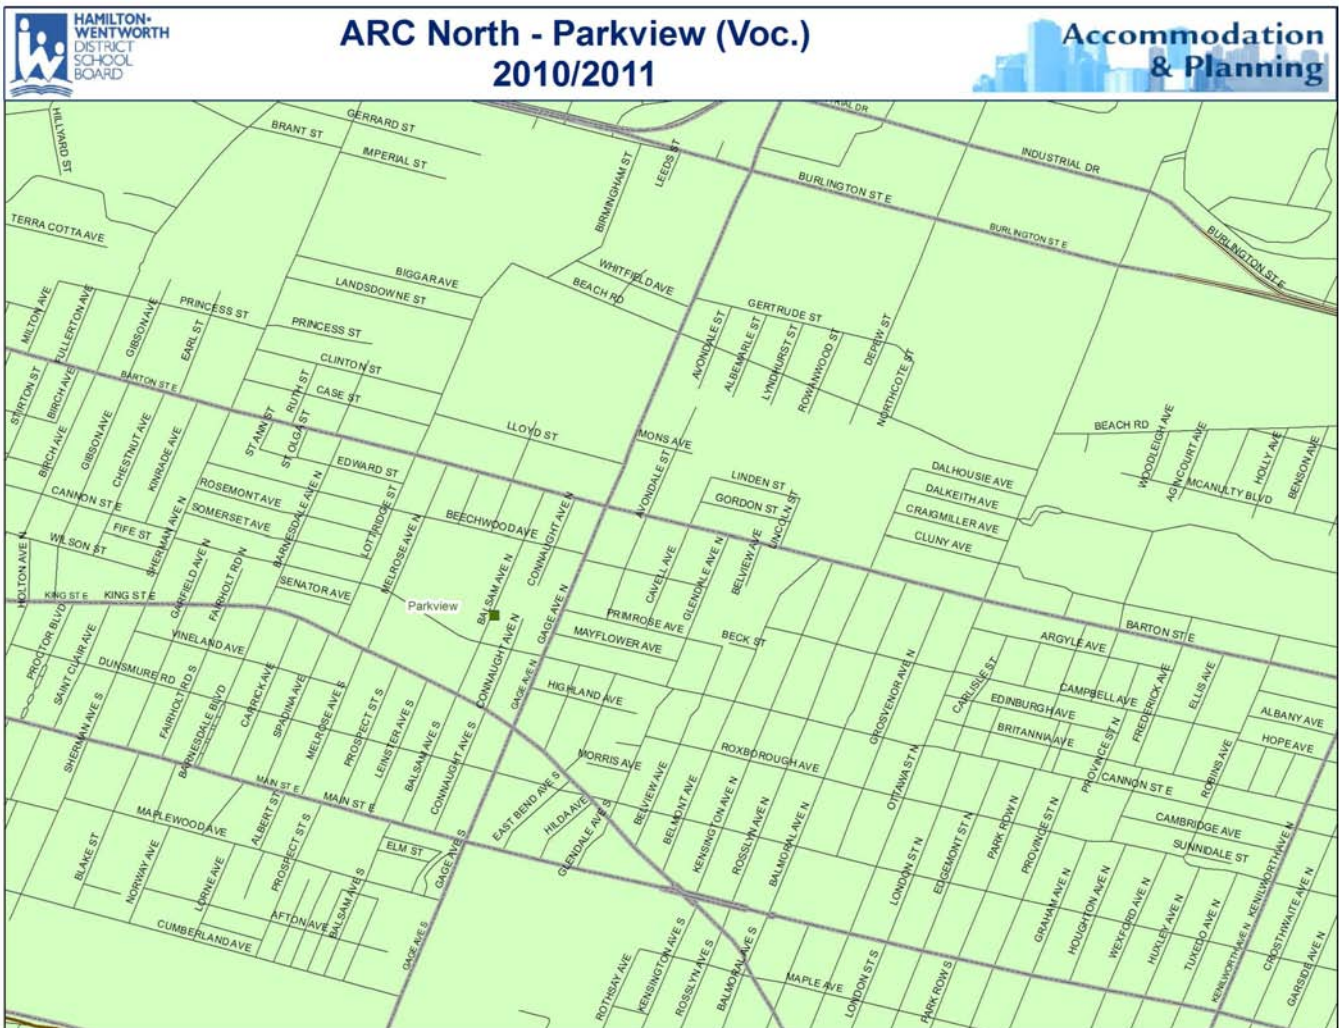 HAMILTON-
WENTWORTH
DISTRICT
SCHOOL
BOARD
ARC North - Parkview (Voc.)
2010/2011
Accommodation
& Planning
HILLYARD ST
BRANT ST
GERRARD ST
IMPERIAL ST
BIRMINGHAM ST
LEEDS ST
INDUSTRIAL DR
BURLINGTON ST E
BURLINGTON ST E
BURLINGTON ST E
TERRA COTTA AVE
BIGGAR AVE
LANDSDOWNE ST
WHITFIELD AVE
BEACH RD
MILTON AVE
FULLERTON AVE
GIBSON AVE
PRINCESS ST
EARL ST
PRINCESS ST
GERTRUDE ST
AVONDALE ST
ALBEMARLE ST
LYNDHURST ST
ROWANWOOD ST
DEPEW ST
NORTHCOTE ST
STIRTON ST
BIRCH AVE
BARTON ST E
CLINTON ST
RUTH ST
CASE ST
BIRCH AVE
GIBSON AVE
CHESTNUT AVE
KINRADE AVE
ST ANN ST
ST OLGA ST
LLOYD ST
MONS AVE
BEACH RD
WOODLEIGH AVE
AGINCOURT AVE
HOLLY AVE
BENSON AVE
MCANULTY BLVD
EDWARD ST
AVONDALE ST
LINDEN ST
GORDON ST
LINCOLN ST
DALHOUSIE AVE
DALKEITH AVE
CRAIGMILLER AVE
CLUNY AVE
CANNON ST E
FIFE ST
WILSON ST
SHERMAN AVE N
ROSEMONT AVE
SOMERSET AVE
BARNESDALE AVE N
LOTTRIDGE ST
MELROSE AVE N
BEECHWOOD AVE
CONNAUGHT AVE N
HOLTON AVE N
KING ST E
KING ST E
GARFIELD AVE N
FAIRHOLT RD N
SENATOR AVE
Parkview
BALSAM AVE N
GAGE AVE N
CAVELL AVE
GLENDALE AVE N
BELVIEW AVE
PRIMROSE AVE
MAYFLOWER AVE
BECK ST
BARTON ST E
ARGYLE AVE
PROCTOR BLVD
SAINT CLAIR AVE
VINELAND AVE
DUNSMURE RD
SHERMAN AVE S
FAIRHOLT RD S
BARNESDALE BLVD
CARRICK AVE
SPADINA AVE
MELROSE AVE S
PROSPECT ST S
LEINSTER AVE S
BALSAM AVE S
CONNAUGHT AVE S
CONNAUGHT AVE N
GAGE AVE N
HIGHLAND AVE
GROSVENOR AVE N
CARLISLE ST
EDINBURGH AVE
BRITANNIA AVE
CAMPBELL AVE
FREDERICK AVE
ELLIS AVE
ALBANY AVE
HOPE AVE
PROVINCE ST N
ROBINS AVE
CANNON ST E
MORRIS AVE
ROXBOROUGH AVE
OTTAWA ST N
MAIN ST E
MAIN ST E
EAST BEND AVE S
HILDA AVE
GLENDALE AVE S
BELVIEW AVE
BELMONT AVE
KENSINGTON AVE N
ROSSLYN AVE N
BALMORAL AVE N
PARK ROW N
PROVINCE ST N
CAMBRIDGE AVE
SUNNIDALE ST
MAPLEWOOD AVE
ALBERT ST
PROSPECT ST S
BLAKE ST
NORWAY AVE
LORNE AVE
ELM ST
GAGE AVE S
BALSAM AVE S
AFTON AVE
CUMBERLAND AVE
GAGE AVE S
LONDON ST N
EDGEMONT ST N
GRAHAM AVE N
HOUGHTON AVE N
WEXFORD AVE N
HUXLEY AVE N
TUXEDO AVE N
KENILWORTH AVE N
KENILWORTH AVE N
CROSTHWAITE AVE N
GARSIDE AVE N
ROTHSAY AVE
KENSINGTON AVE S
ROSSLYN AVE S
BALMORAL AVE S
MAPLE AVE
LONDON ST S
PARK ROW S